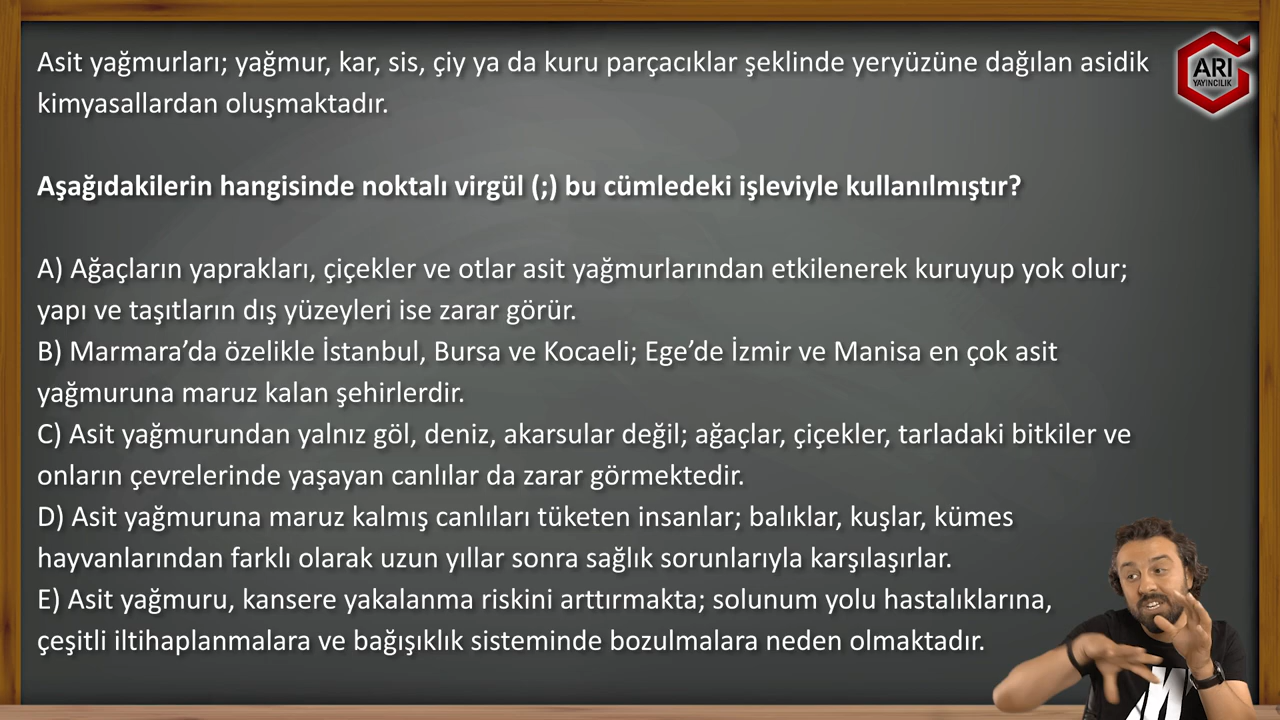 Asit yağmurları; yağmur, kar, sis, çiy ya da kuru parçacıklar şeklinde yeryüzüne dağılan asidik
kimyasallardan oluşmaktadır.
ARI
YAYINCILIK
Aşağıdakilerin hangisinde noktalı virgül (;) bu cümledeki işleviyle kullanılmıştır?
A) Ağaçların yaprakları, çiçekler ve otlar asit yağmurlarından etkilenerek kuruyup yok olur;
yapı ve taşıtların dış yüzeyleri ise zarar görür.
B) Marmara’da özelikle İstanbul, Bursa ve Kocaeli; Ege’de İzmir ve Manisa en çok asit
yağmuruna maruz kalan şehirlerdir.
C) Asit yağmurundan yalnız göl, deniz, akarsular değil; ağaçlar, çiçekler, tarladaki bitkiler ve
onların çevrelerinde yaşayan canlılar da zarar görmektedir.
D) Asit yağmuruna maruz kalmış canlıları tüketen insanlar; balıklar, kuşlar, kümes
hayvanlarından farklı olarak uzun yıllar sonra sağlık sorunlarıyla karşılaşırlar.
E) Asit yağmuru, kansere yakalanma riskini arttırmakta; solunum yolu hastalıklarına,
çeşitli iltihaplanmalara ve bağışıklık sisteminde bozulmalara neden olmaktadır.